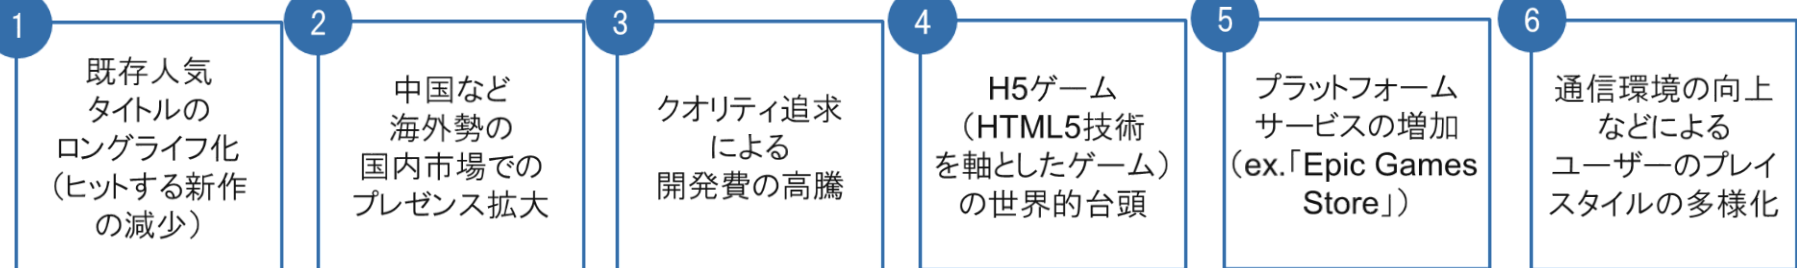 1
既存人気
タイトルの
ロングライフ化
（ヒットする新作
の減少）
2
中国など
海外勢の
国内市場での
プレゼンス拡大
3
クオリティ追求
による
開発費の高騰
4
H5ゲーム
（HTML5技術
を軸としたゲーム）
の世界的台頭
5
プラットフォーム
サービスの増加
（ex.「Epic Games
Store」）
6
通信環境の向上
などによる
ユーザーのプレイ
スタイルの多様化